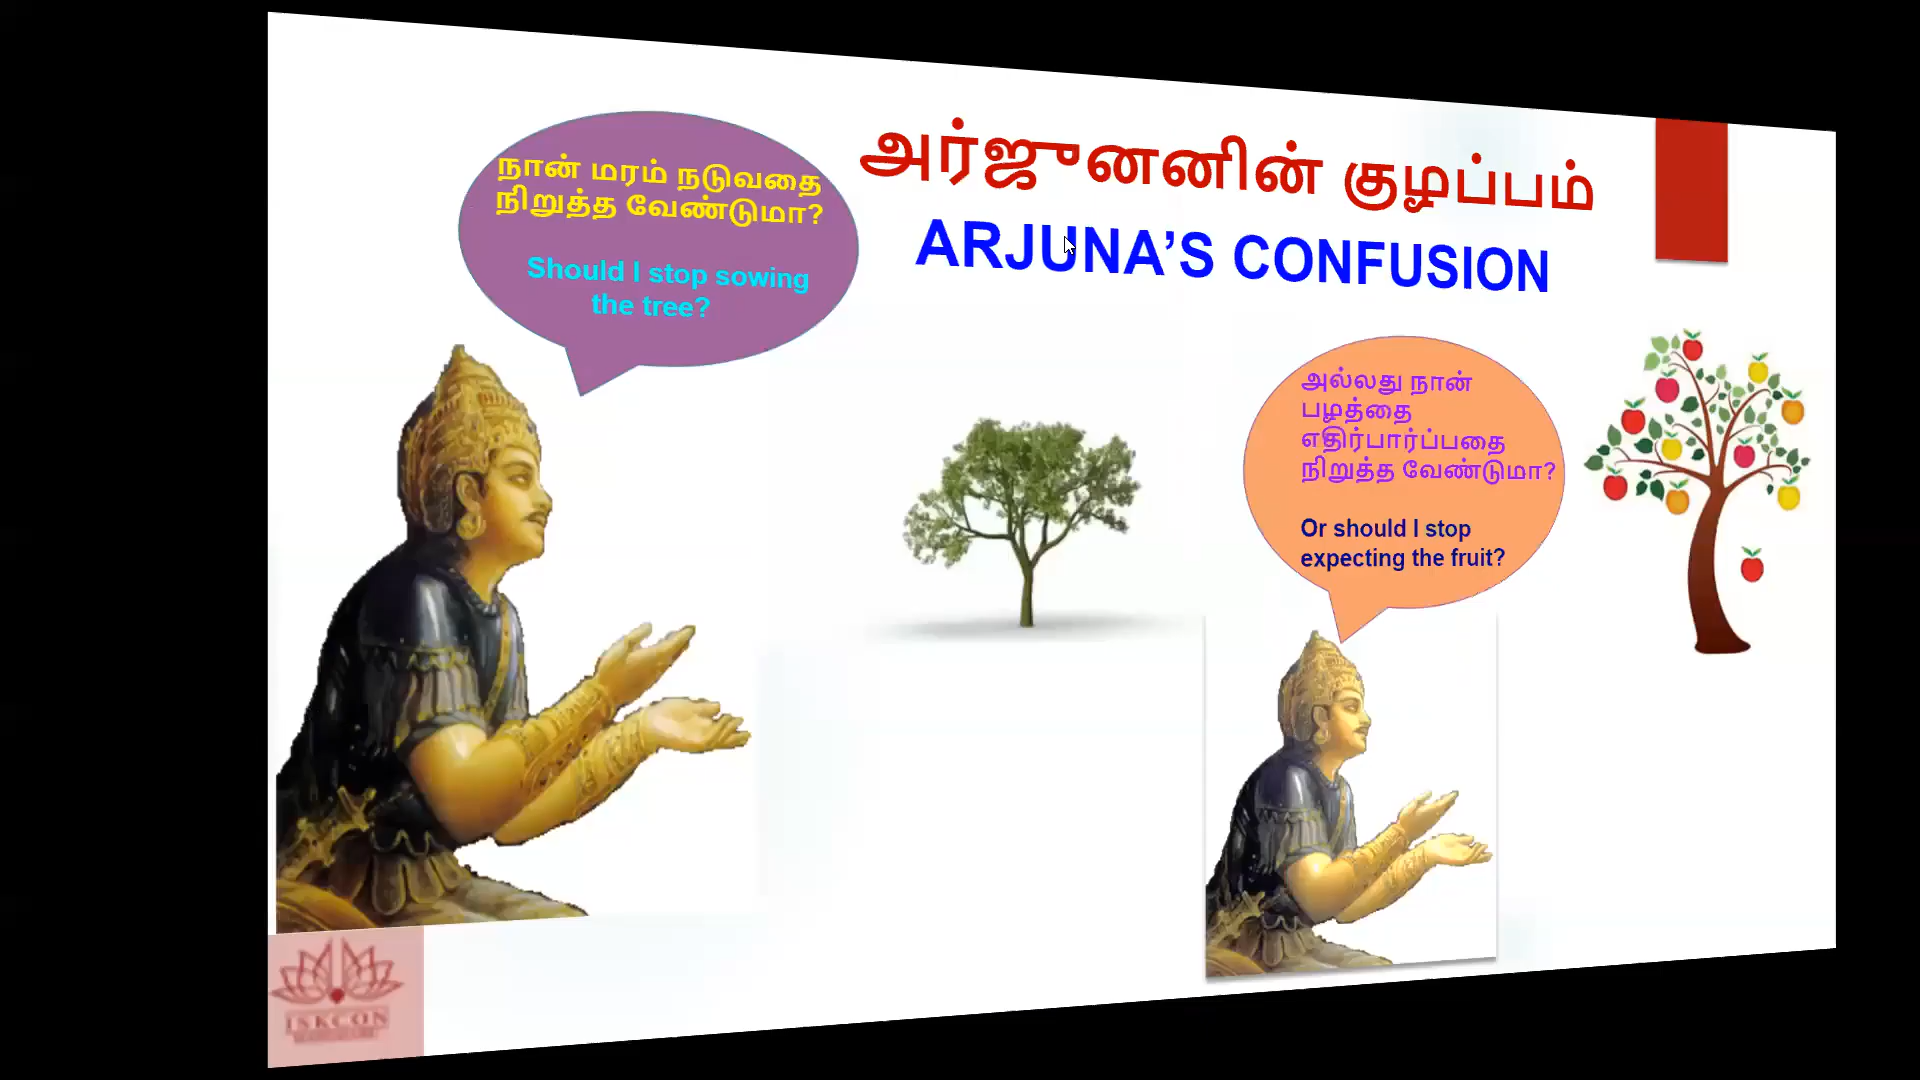 அர்ஜுனனின் குழப்பம்
ARJUNA'S CONFUSION
நான் மரம் நடுவதை
நிறுத்த வேண்டுமா?
Should I stop sowing
the tree?
அல்லது நான்
பழத்தை
எதிர்பார்ப்பதை
நிறுத்த வேண்டுமா?
Or should I stop
expecting the fruit?
ISKCON